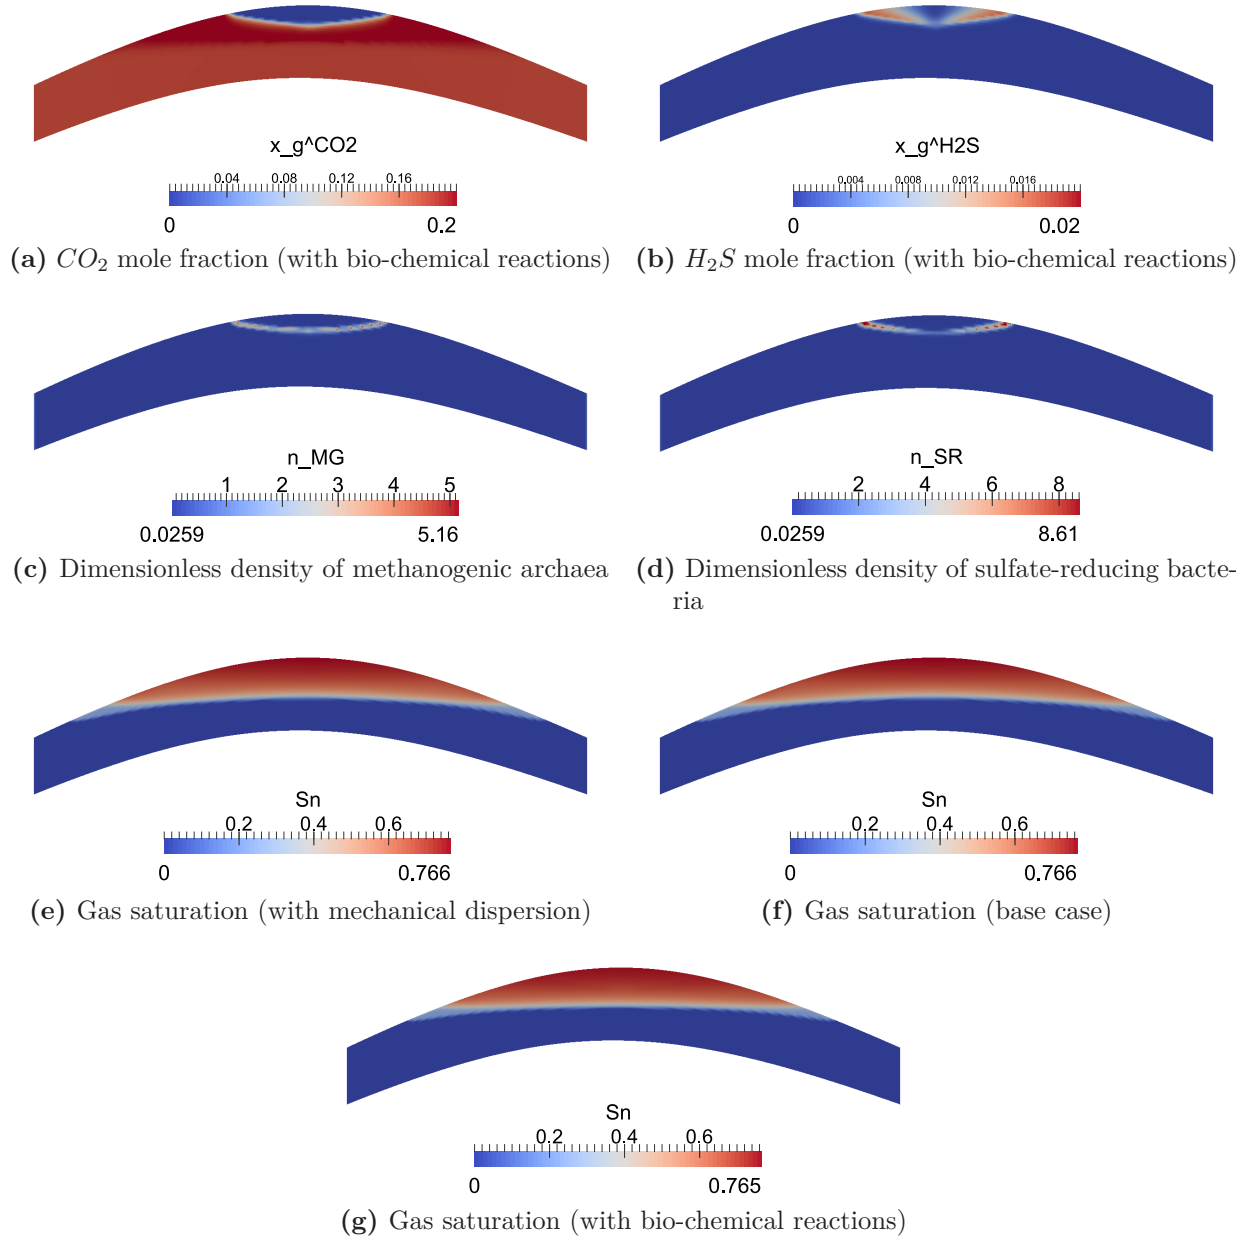 x_g^CO2
0.04 0.08 0.12 0.16
0 0.2
(a) CO₂ mole fraction (with bio-chemical reactions)
x_g^H2S
0.004 0.008 0.012 0.016
0 0.02
(b) H₂S mole fraction (with bio-chemical reactions)
n_MG
1 2 3 4 5
0.0259 5.16
(c) Dimensionless density of methanogenic archaea
n_SR
2 4 6 8
0.0259 8.61
(d) Dimensionless density of sulfate-reducing bacte-
ria
Sn
0.2 0.4 0.6
0 0.766
(e) Gas saturation (with mechanical dispersion)
Sn
0.2 0.4 0.6
0 0.766
(f) Gas saturation (base case)
Sn
0.2 0.4 0.6
0 0.765
(g) Gas saturation (with bio-chemical reactions)